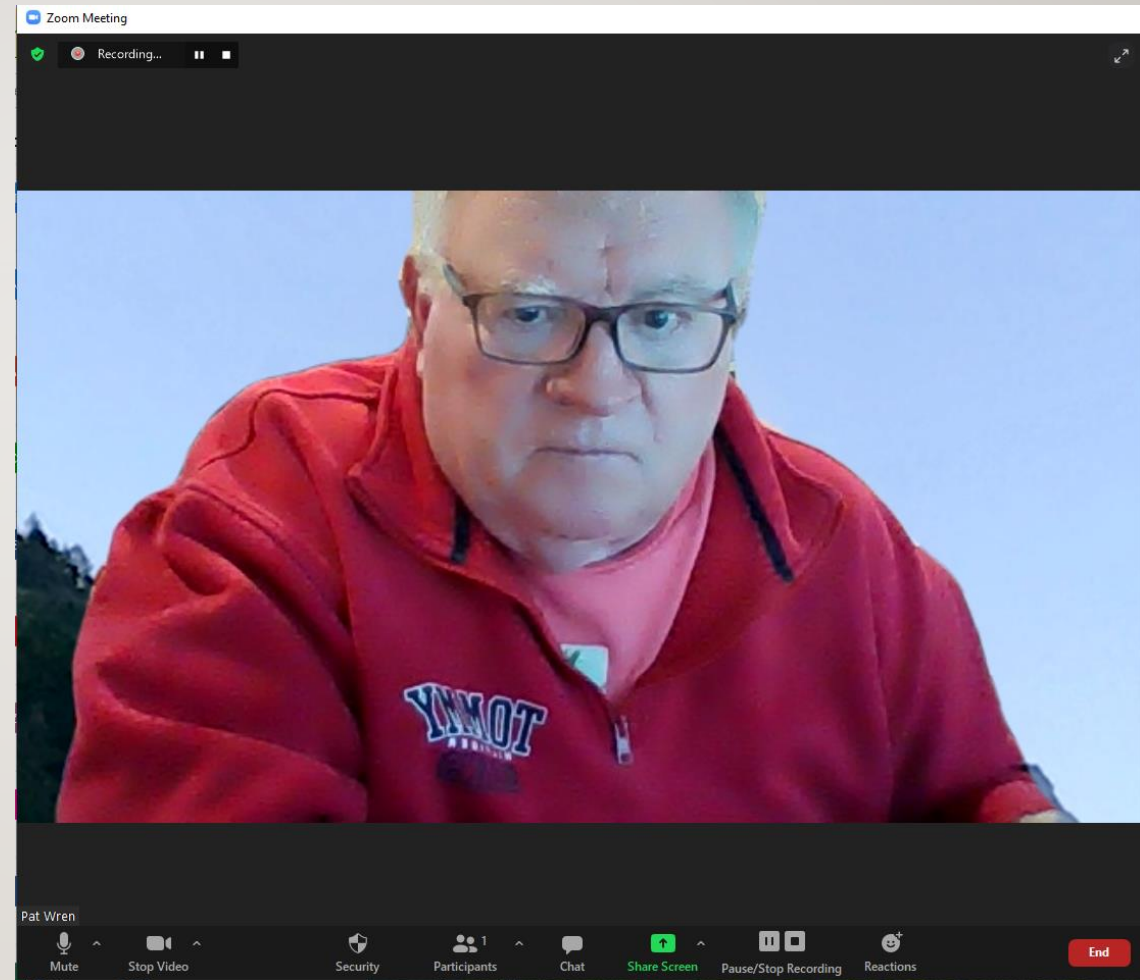 Zoom Meeting
Recording...
YMMOT
Pat Wren
Mute
Stop Video
Security
Participants
1
Chat
Share Screen
Pause/Stop Recording
Reactions
End